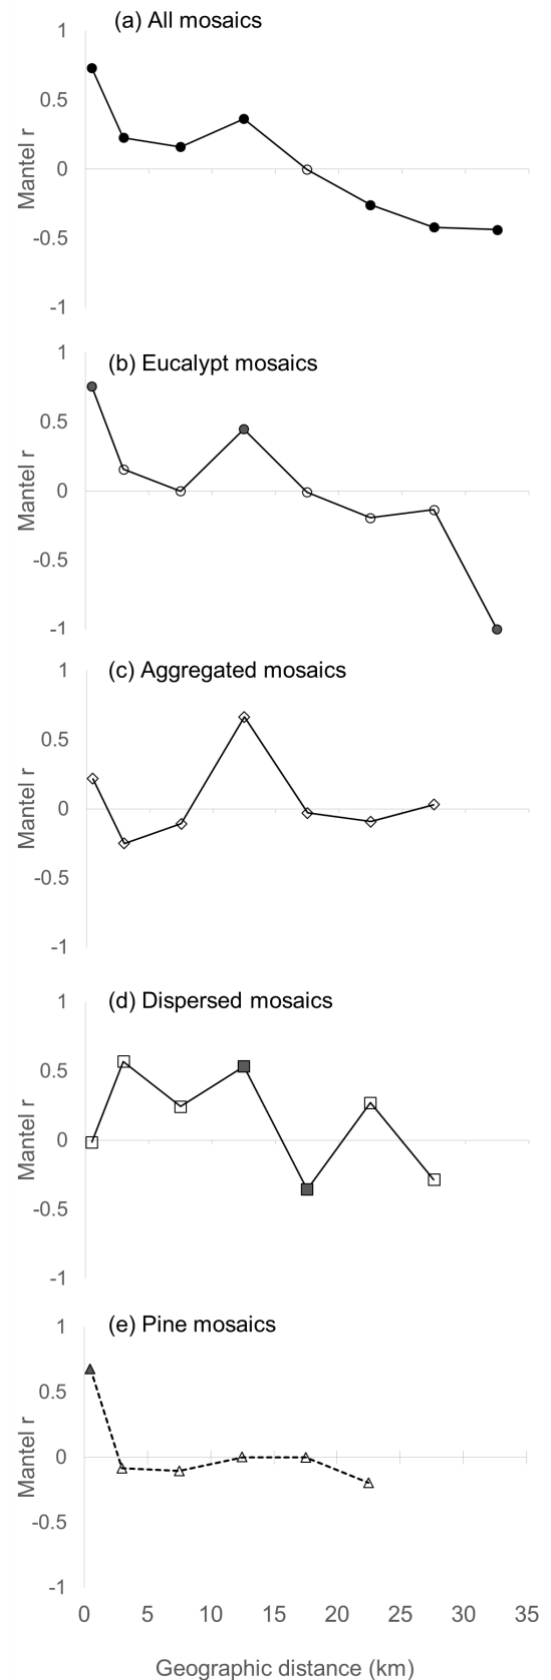 (a) All mosaics
1
0.5
0
-0.5
-1
Mantel r
(b) Eucalypt mosaics
1
0.5
0
-0.5
-1
Mantel r
(c) Aggregated mosaics
1
0.5
0
-0.5
-1
Mantel r
(d) Dispersed mosaics
1
0.5
0
-0.5
-1
Mantel r
(e) Pine mosaics
1
0.5
0
-0.5
-1
Mantel r
0 5 10 15 20 25 30 35
Geographic distance (km)